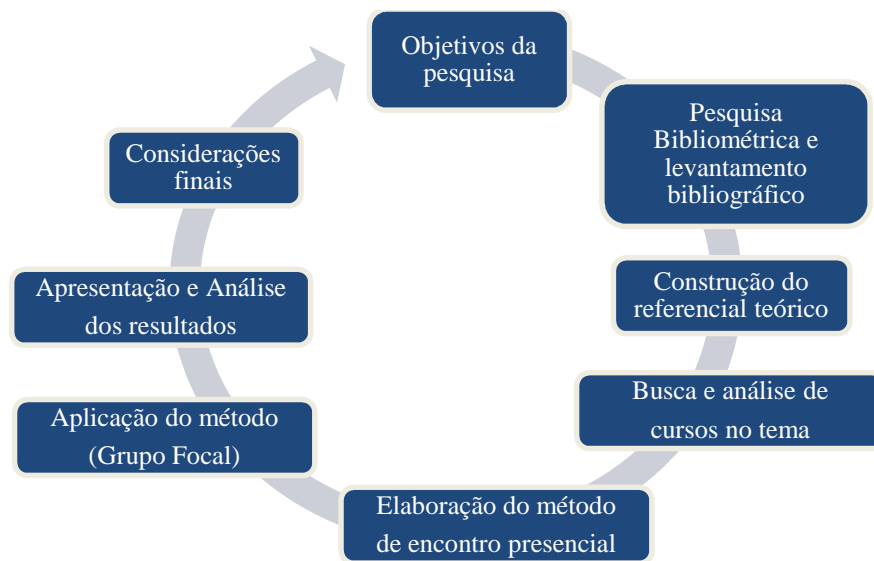 Objetivos da
pesquisa
Pesquisa
Bibliométrica e
levantamento
bibliográfico
Construção do
referencial teórico
Busca e análise de
cursos no tema
Elaboração do método
de encontro presencial
Aplicação do método
(Grupo Focal)
Apresentação e Análise
dos resultados
Considerações
finais